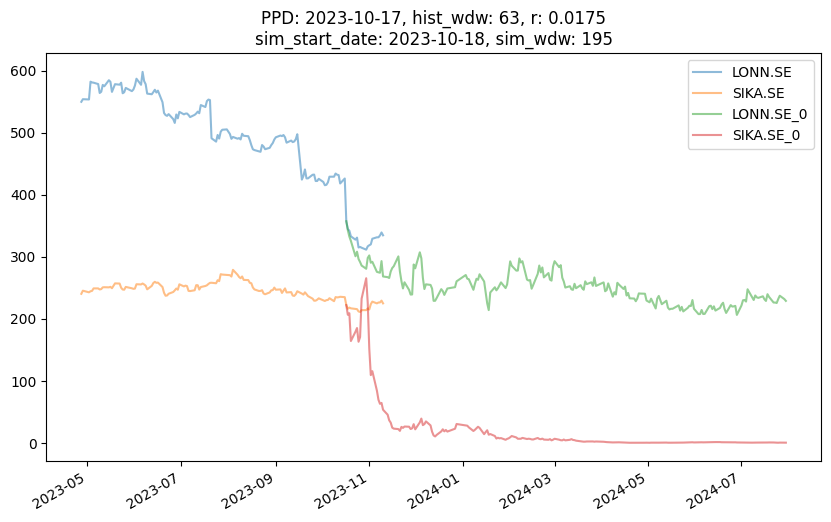 PPD: 2023-10-17, hist_wdw: 63, r: 0.0175
sim_start_date: 2023-10-18, sim_wdw: 195
LONN.SE
SIKA.SE
LONN.SE_0
SIKA.SE_0
600
500
400
300
200
100
0
2023-05
2023-07
2023-09
2023-11
2024-01
2024-03
2024-05
2024-07